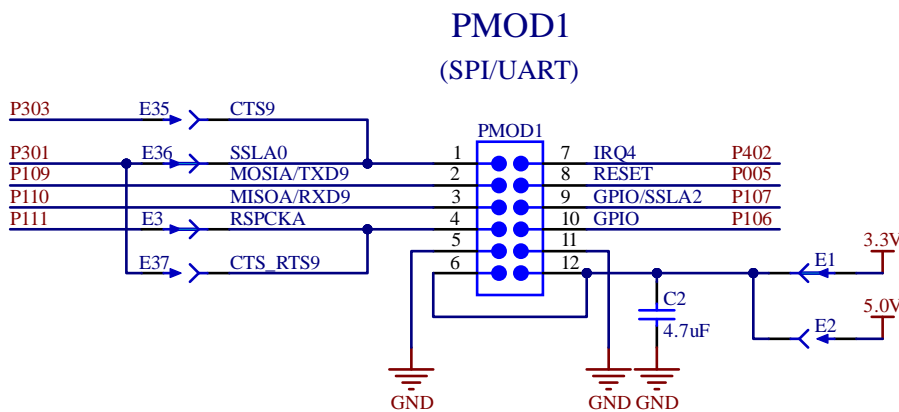 PMOD1
(SPI/UART)
P303 E35 CTS9
PMOD1
P301 E36 SSLA0 1 7 IRQ4 P402
P109 MOSIA/TXD9 2 8 RESET P005
P110 MISOA/RXD9 3 9 GPIO/SSLA2 P107
P111 E3 RSPCKA 4 10 GPIO P106
5 11
3.3V
E37 CTS_RTS9 6 12 E1
C2
5.0V
4.7uF
E2
GND GND GND